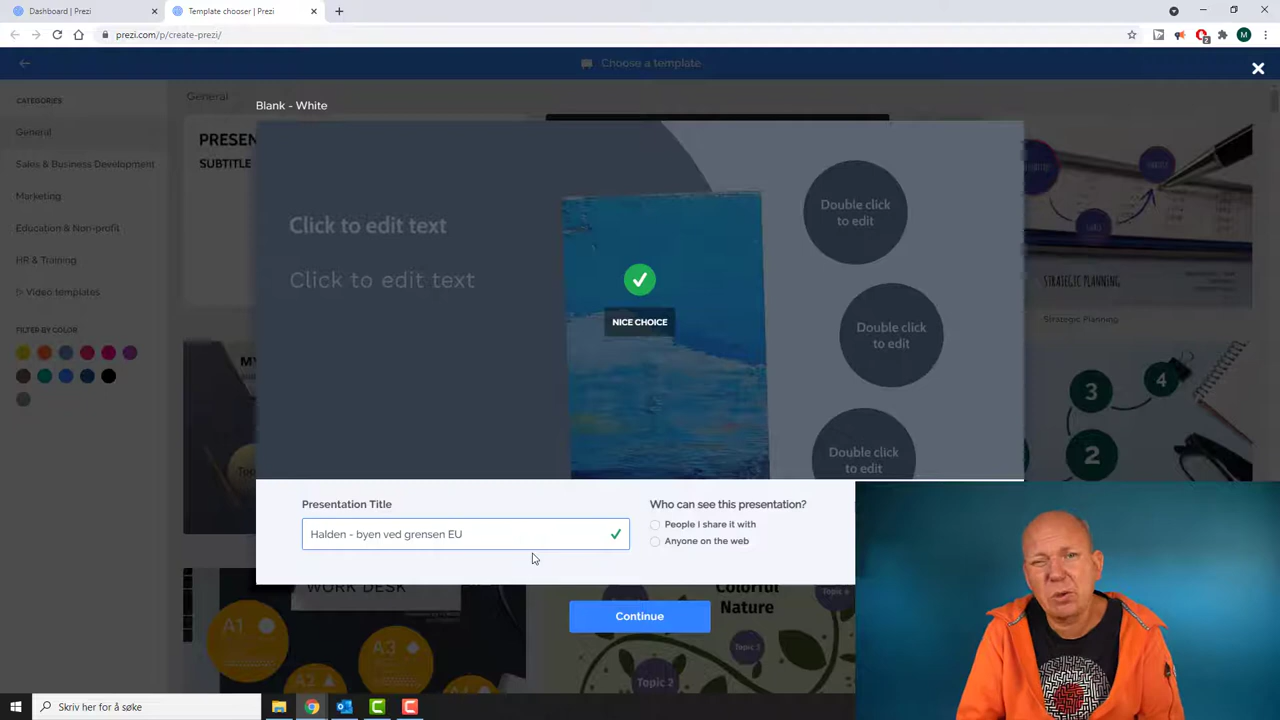 Dashboard | Prezi
Template chooser | Prezi
prezi.com/p/create-prezi/
2
M
Choose a template
CATEGORIES
General
Sales & Business Development
Marketing
Education & Non-profit
HR & Training
Video templates
FILTER BY COLOR
General
PRESEN
SUBTITLE
Blank - White
Click to edit text
Click to edit text
Double click
to edit
Double click
to edit
Double click
to edit
NICE CHOICE
STRATEGIC PLANNING
Strategic Planning
3
4
2
MY
Presentation Title
Halden - byen ved grensen EU
Who can see this presentation?
People I share it with
Anyone on the web
Continue
WORK DESK
A1
A3
Colorful
Nature
Topic 2
Skriv her for å søke